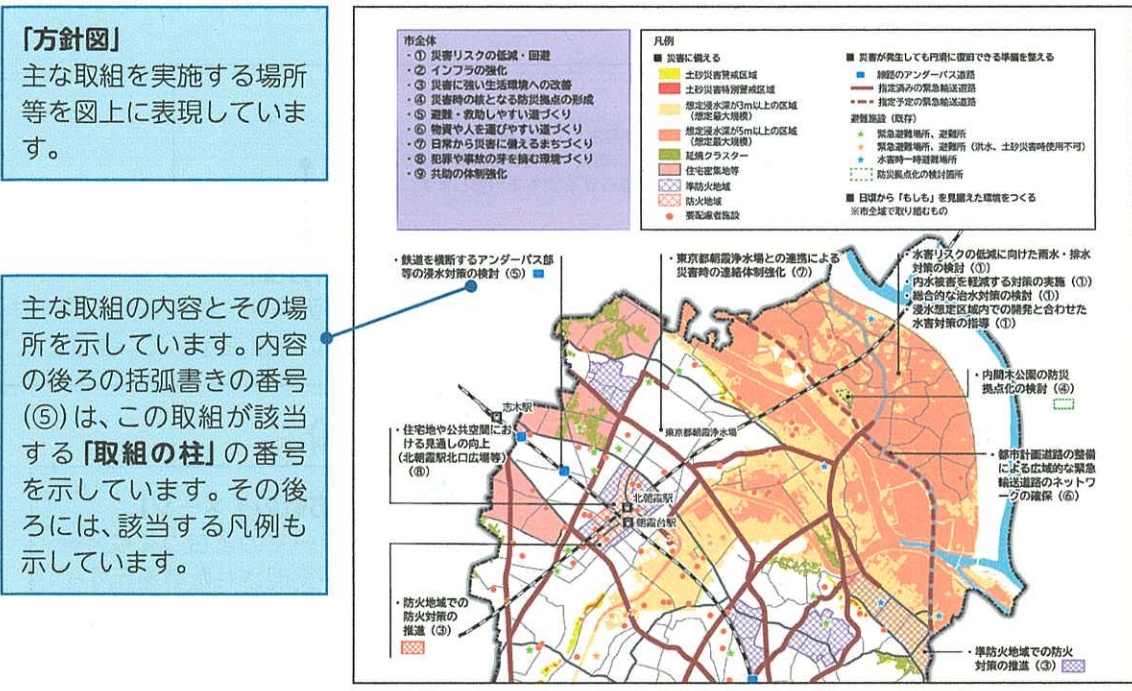 「方針図」
主な取組を実施する場所
等を図上に表現していま
す。
主な取組の内容とその場
所を示しています。内容
の後ろの括弧書きの番号
(⑤)は、この取組が該当
する「取組の柱」の番号
を示しています。その後
ろには、該当する凡例も
示しています。
市全体
・① 災害リスクの低減・回避
・② インフラの強化
・③ 災害に強い生活環境への改善
・④ 災害時の核となる防災拠点の形成
・⑤ 避難・救助しやすい道づくり
・⑥ 物資や人を運びやすい道づくり
・⑦ 日常から災害に備えるまちづくり
・⑧ 犯罪や事故の芽を摘む環境づくり
・⑨ 共助の体制強化
凡例
■ 災害に備える
土砂災害警戒区域
土砂災害特別警戒区域
想定浸水深が3m以上の区域
(想定最大規模)
想定浸水深が5m以上の区域
(想定最大規模)
延焼クラスター
住宅密集地等
準防火地域
防火地域
要配慮者施設
■ 災害が発生しても円滑に復旧できる準備を整える
線路のアンダーパス道路
指定済みの緊急輸送道路
指定予定の緊急輸送道路
避難施設(既存)
緊急避難場所、避難所
緊急避難場所、避難所(洪水、土砂災害時使用不可)
水害時一時避難場所
防災拠点化の検討箇所
■ 日頃から「もしも」を見据えた環境をつくる
※市全域で取り組むもの
・鉄道を横断するアンダーパス部
等の浸水対策の検討(⑤)
・東京都朝霞浄水場との連携による
災害時の連絡体制強化(⑦)
・水害リスクの低減に向けた雨水・排水
対策の検討(①)
・内水被害を軽減する対策の実施(①)
・総合的な治水対策の検討(①)
・浸水想定区域内での開発と合わせた
水害対策の指導(①)
・内間木公園の防災
拠点化の検討(④)
志木駅
・住宅地や公共空間にお
ける見通しの向上
(北朝霞駅北口広場等)
(⑧)
東京都朝霞浄水場
・都市計画道路の整備
による広域的な緊急
輸送道路のネットワ
ークの確保(⑥)
北朝霞駅
朝霞台駅
・防火地域での
防火対策の
推進(③)
・準防火地域での防火
対策の推進(③)